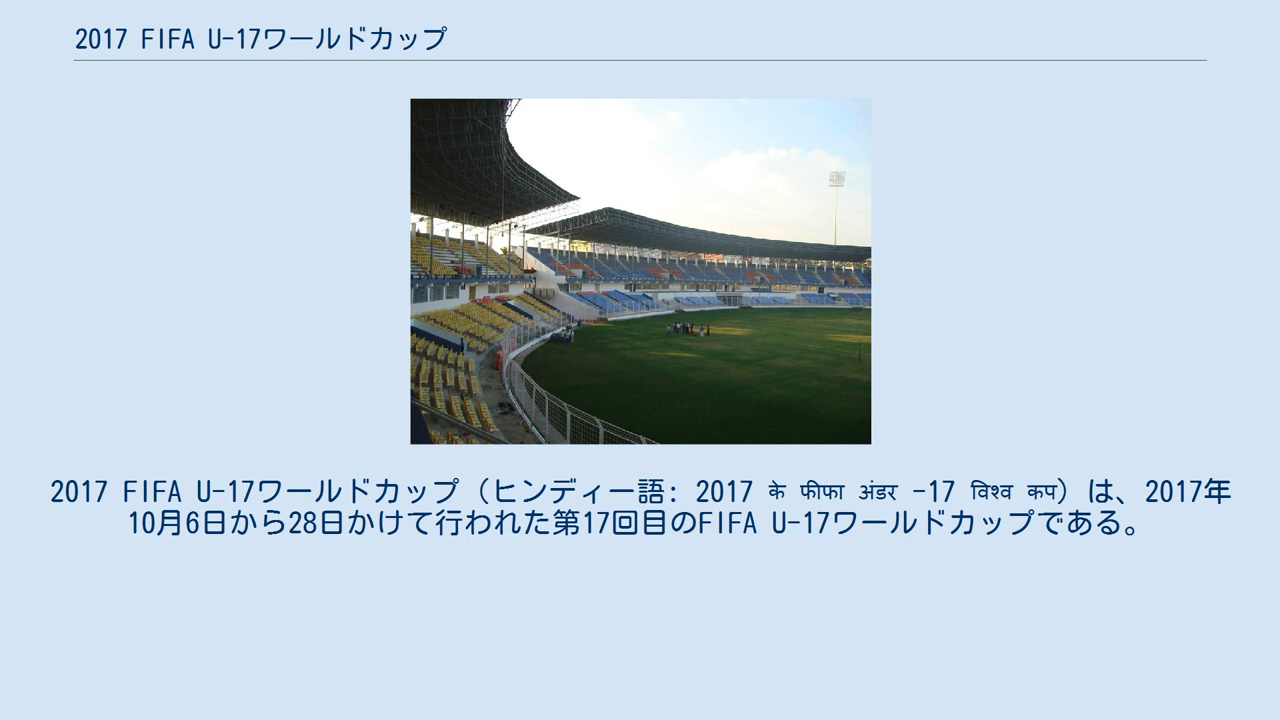 2017 FIFA U-17ワールドカップ
2017 FIFA U-17ワールドカップ（ヒンディー語: 2017 के फीफा अंडर -17 विश्व कप）は、2017年
10月6日から28日かけて行われた第17回目のFIFA U-17ワールドカップである。